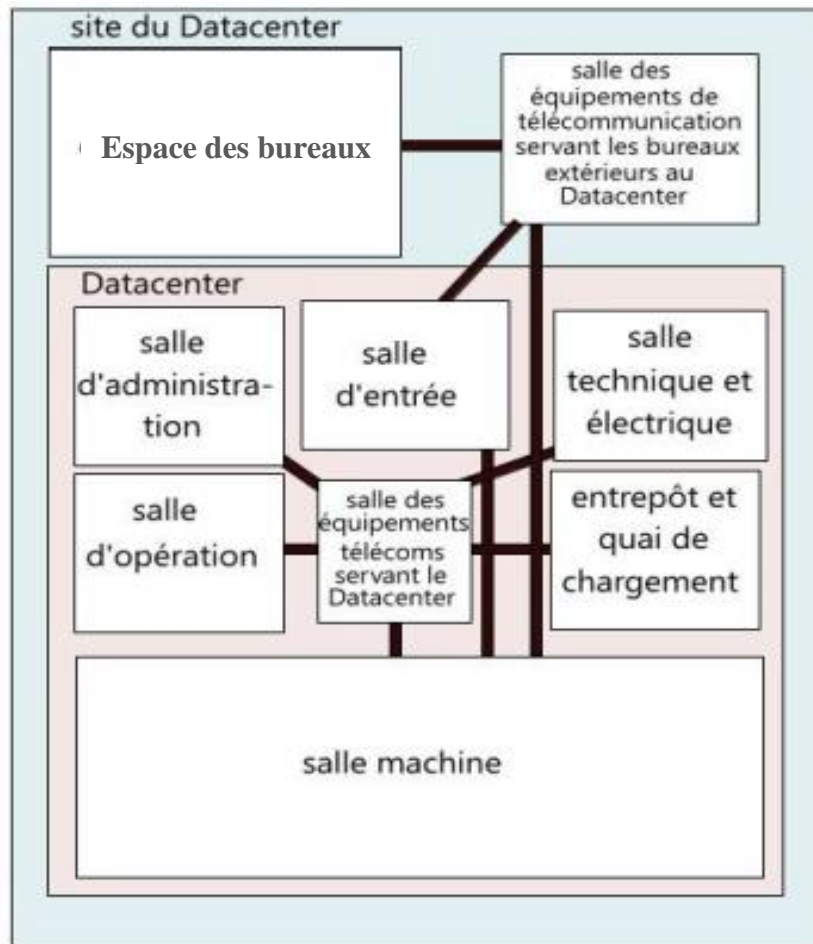 site du Datacenter
Espace des bureaux
salle des
équipements de
télécommunication
servant les bureaux
extérieurs au
Datacenter
Datacenter
salle
d'administra-
tion
salle
d'entrée
salle
technique et
électrique
salle
d'opération
salle des
équipements
télécoms
servant le
Datacenter
entrepôt et
quai de
chargement
salle machine